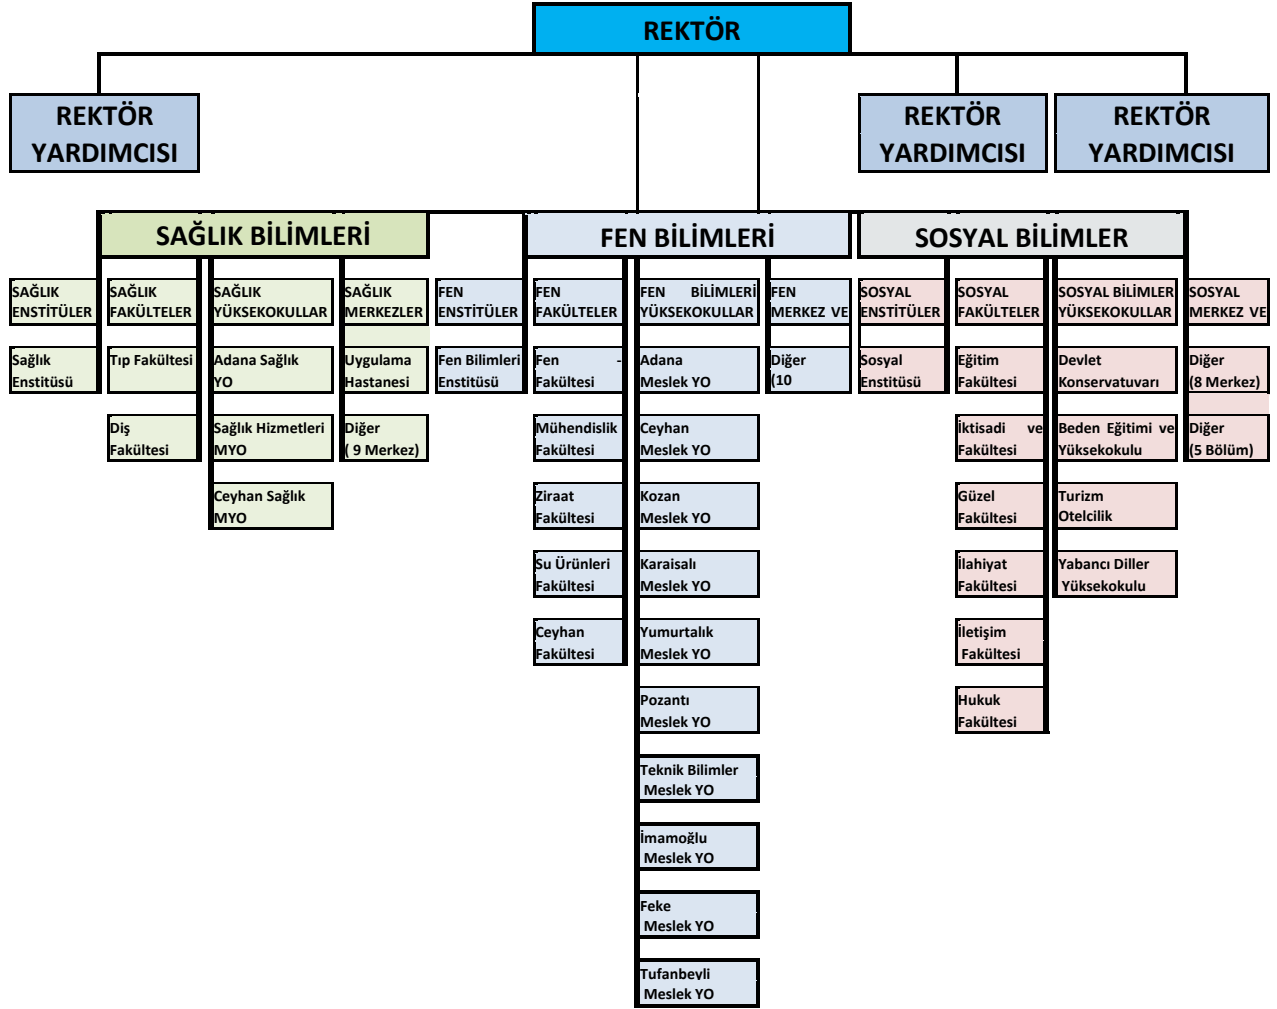 REKTÖR
REKTÖR
YARDIMCISI
REKTÖR
YARDIMCISI
REKTÖR
YARDIMCISI
SAĞLIK BİLİMLERİ
FEN BİLİMLERİ
SOSYAL BİLİMLER
SAĞLIK
ENSTİTÜLER
SAĞLIK
FAKÜLTELER
SAĞLIK
YÜKSEKOKULLAR
SAĞLIK
MERKEZLER
FEN
ENSTİTÜLER
FEN
FAKÜLTELER
FEN BİLİMLERİ
YÜKSEKOKULLAR
FEN
MERKEZ VE
SOSYAL
ENSTİTÜLER
SOSYAL
FAKÜLTELER
SOSYAL BİLİMLER
YÜKSEKOKULLAR
SOSYAL
MERKEZ VE
Sağlık
Enstitüsü
Tıp Fakültesi
Adana Sağlık
YO
Uygulama
Hastanesi
Fen Bilimleri
Enstitüsü
Fen -
Fakültesi
Adana
Meslek YO
Diğer
(10
Sosyal
Enstitüsü
Eğitim
Fakültesi
Devlet
Konservatuvarı
Diğer
(8 Merkez)
Diş
Fakültesi
Sağlık Hizmetleri
MYO
Diğer
( 9 Merkez)
Mühendislik
Fakültesi
Ceyhan
Meslek YO
İktisadi ve
Fakültesi
Beden Eğitimi ve
Yüksekokulu
Diğer
(5 Bölüm)
Ceyhan Sağlık
MYO
Ziraat
Fakültesi
Kozan
Meslek YO
Güzel
Fakültesi
Turizm
Otelcilik
Su Ürünleri
Fakültesi
Karaisalı
Meslek YO
İlahiyat
Fakültesi
Yabancı Diller
Yüksekokulu
Ceyhan
Fakültesi
Yumurtalık
Meslek YO
İletişim
Fakültesi
Pozantı
Meslek YO
Hukuk
Fakültesi
Teknik Bilimler
Meslek YO
İmamoğlu
Meslek YO
Feke
Meslek YO
Tufanbeyli
Meslek YO